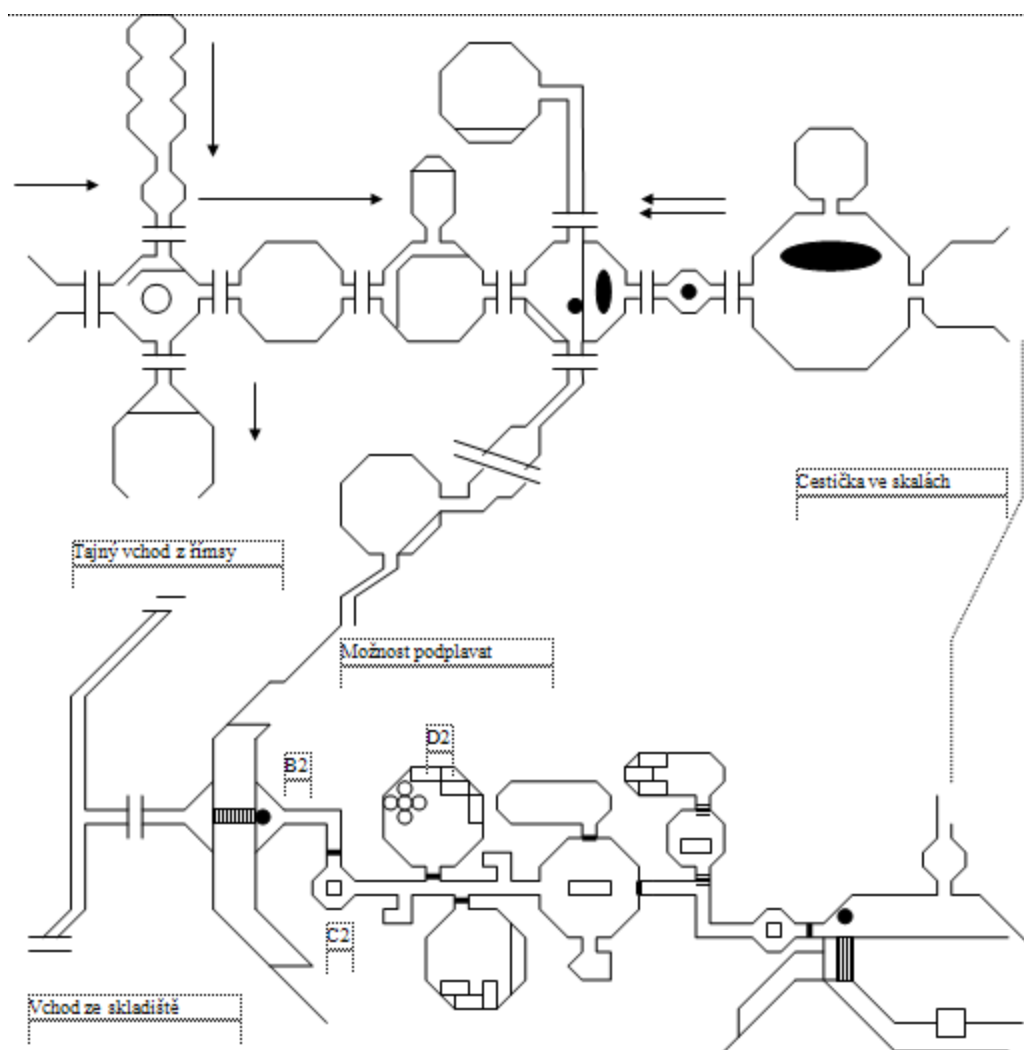 Cestička ve skalách
Tajný vchod z římsy
Možnost podplavat
D2
B2
C2
Vchod ze skladiště